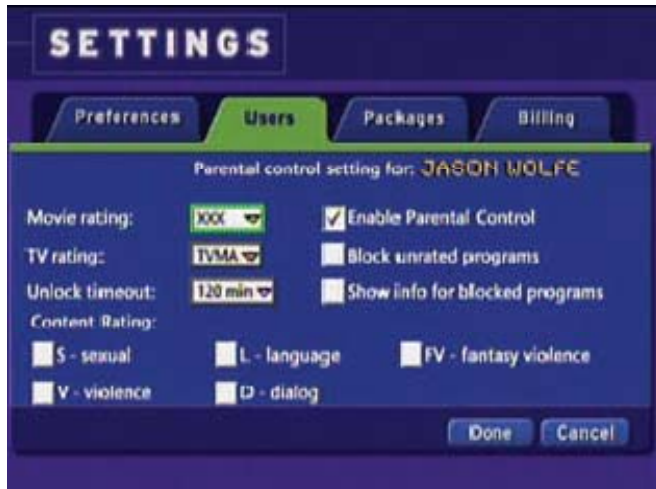 SETTINGS
Preferences Users Packages Billing
Parental control setting for: JASON WOLFE
Movie rating: XXX Enable Parental Control
TV rating: TVMA Block unrated programs
Unlock timeout: 120 min Show info for blocked programs
Content Rating:
S - sexual L - language FV - fantasy violence
V - violence D - dialog
Done Cancel